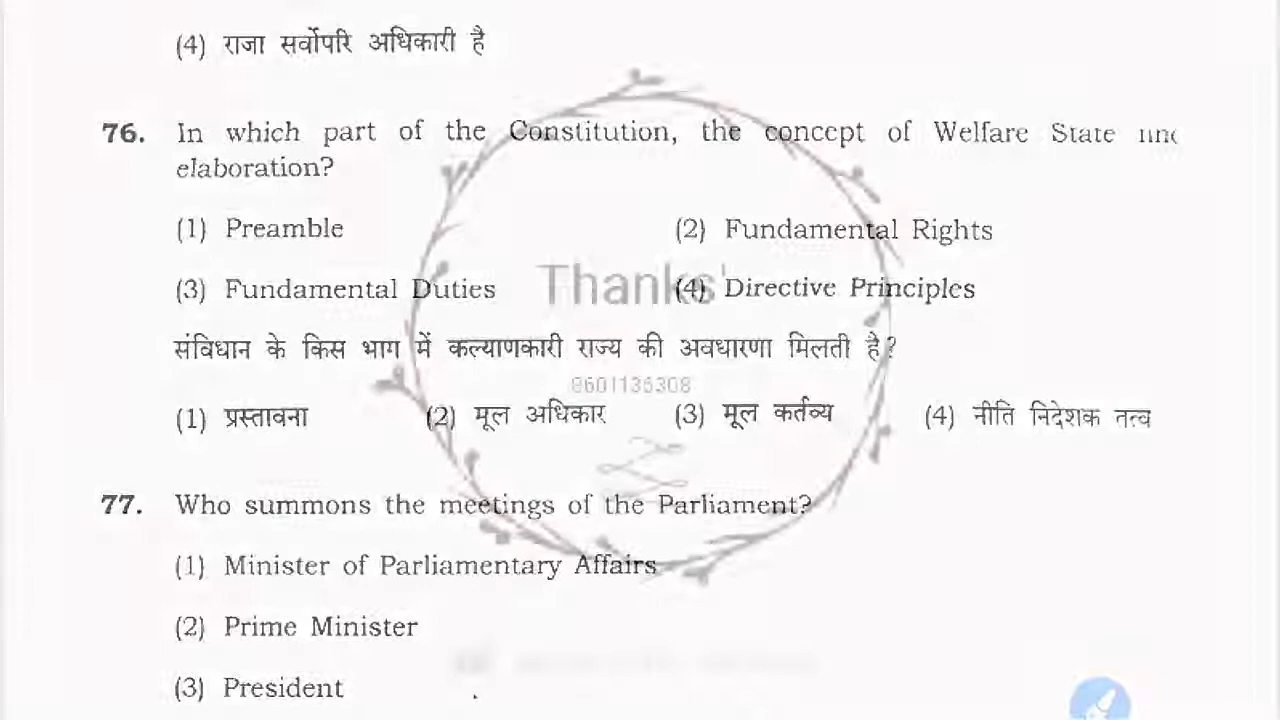 (4) राजा सर्वोपरि अधिकारी है
76. In which part of the Constitution, the concept of Welfare State
elaboration?
(1) Preamble (2) Fundamental Rights
(3) Fundamental Duties (4) Directive Principles
Thanks'
संविधान के किस भाग में कल्याणकारी राज्य की अवधारणा मिलती है?
8601136308
(1) प्रस्तावना (2) मूल अधिकार (3) मूल कर्तव्य (4) नीति निदेशक तत्व
77. Who summons the meetings of the Parliament?
(1) Minister of Parliamentary Affairs
(2) Prime Minister
(3) President